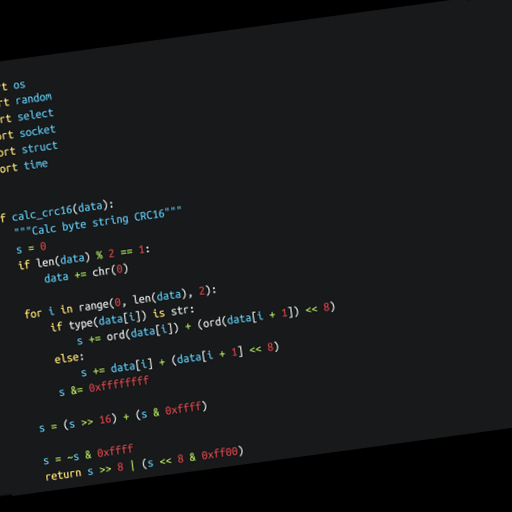 rt os
rt random
rt select
ort socket
ort struct
ort time
f calc_crc16(data):
"""Calc byte string CRC16"""
s = 0
if len(data) % 2 == 1:
data += chr(0)
for i in range(0, len(data), 2):
if type(data[i]) is str:
s += ord(data[i]) + (ord(data[i + 1]) << 8)
else:
s += data[i] + (data[i + 1] << 8)
s &= 0xffffffff
s = (s >> 16) + (s & 0xffff)
s = ~s & 0xffff
return s >> 8 | (s << 8 & 0xff00)